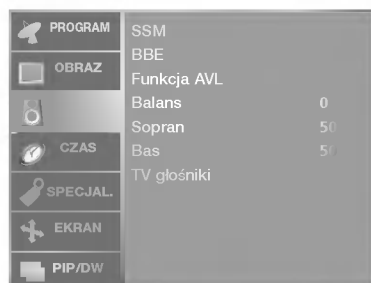 PROGRAM
OBRAZ
CZAS
SPECJAL.
EKRAN
PIP/DW
SSM
BBE
Funkcja AVL
Balans 0
Sopran 50
Bas 50
TV głośniki